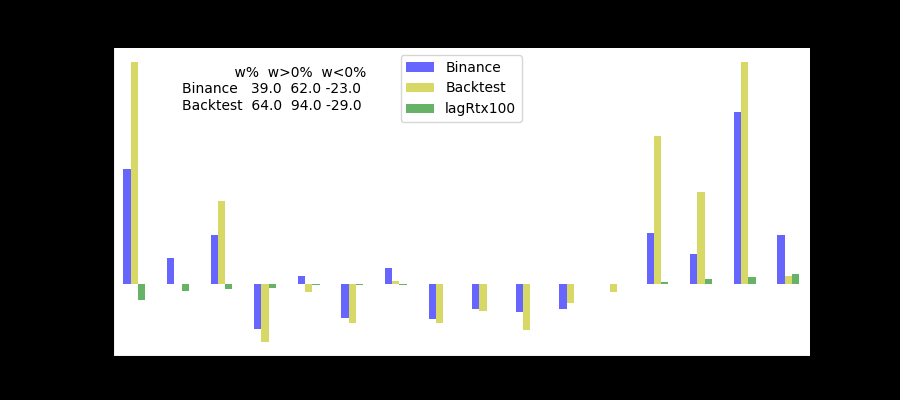 w% w>0% w<0%
Binance 39.0 62.0 -23.0
Backtest 64.0 94.0 -29.0
Binance
Backtest
lagRtx100